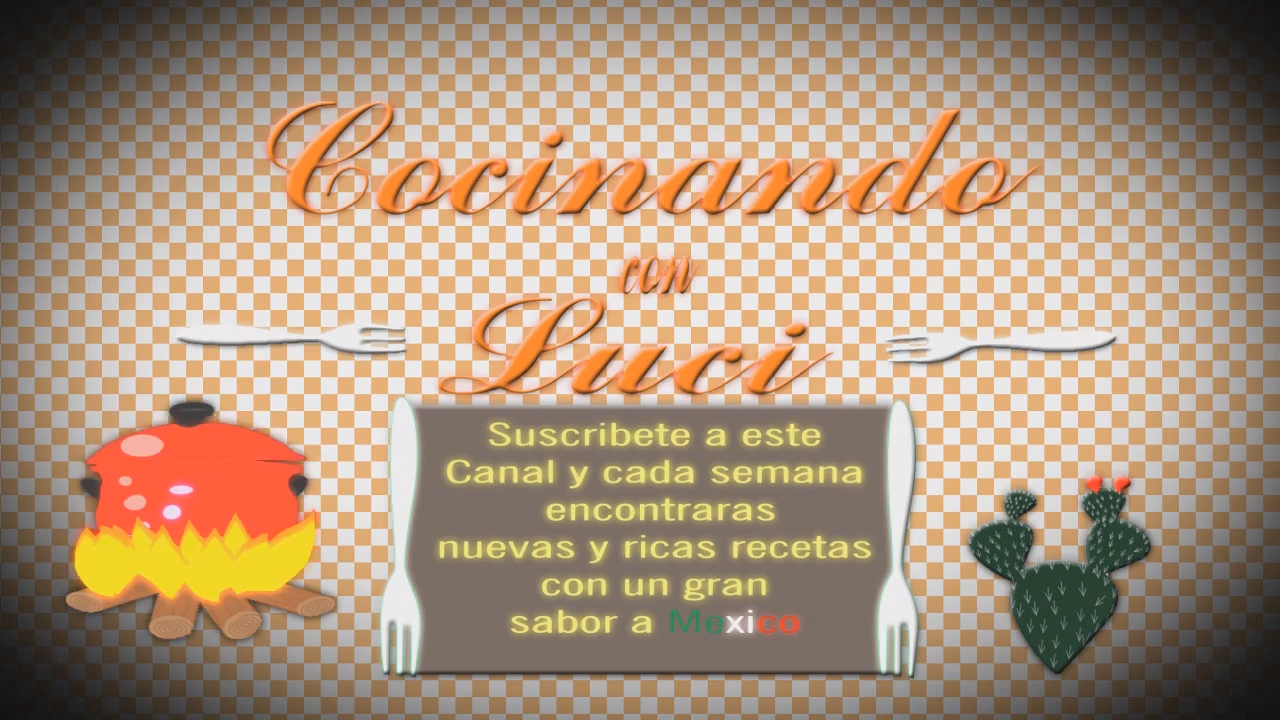 Cocinando
con
Luci
Suscribete a este
Canal y cada semana
encontraras
nuevas y ricas recetas
con un gran
sabor a Mexico